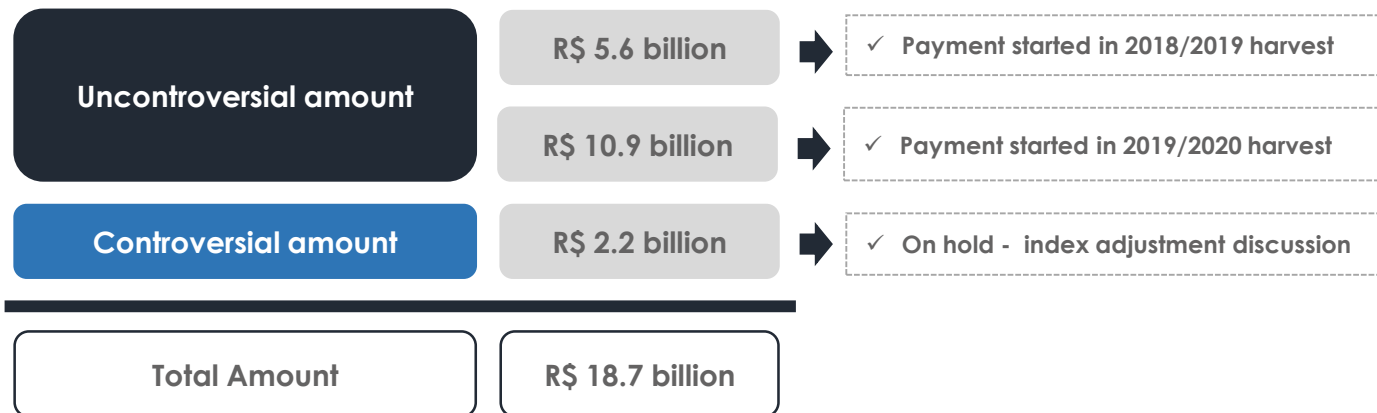 Uncontroversial amount
R$ 5.6 billion
✓ Payment started in 2018/2019 harvest
R$ 10.9 billion
✓ Payment started in 2019/2020 harvest
Controversial amount
R$ 2.2 billion
✓ On hold - index adjustment discussion
Total Amount
R$ 18.7 billion